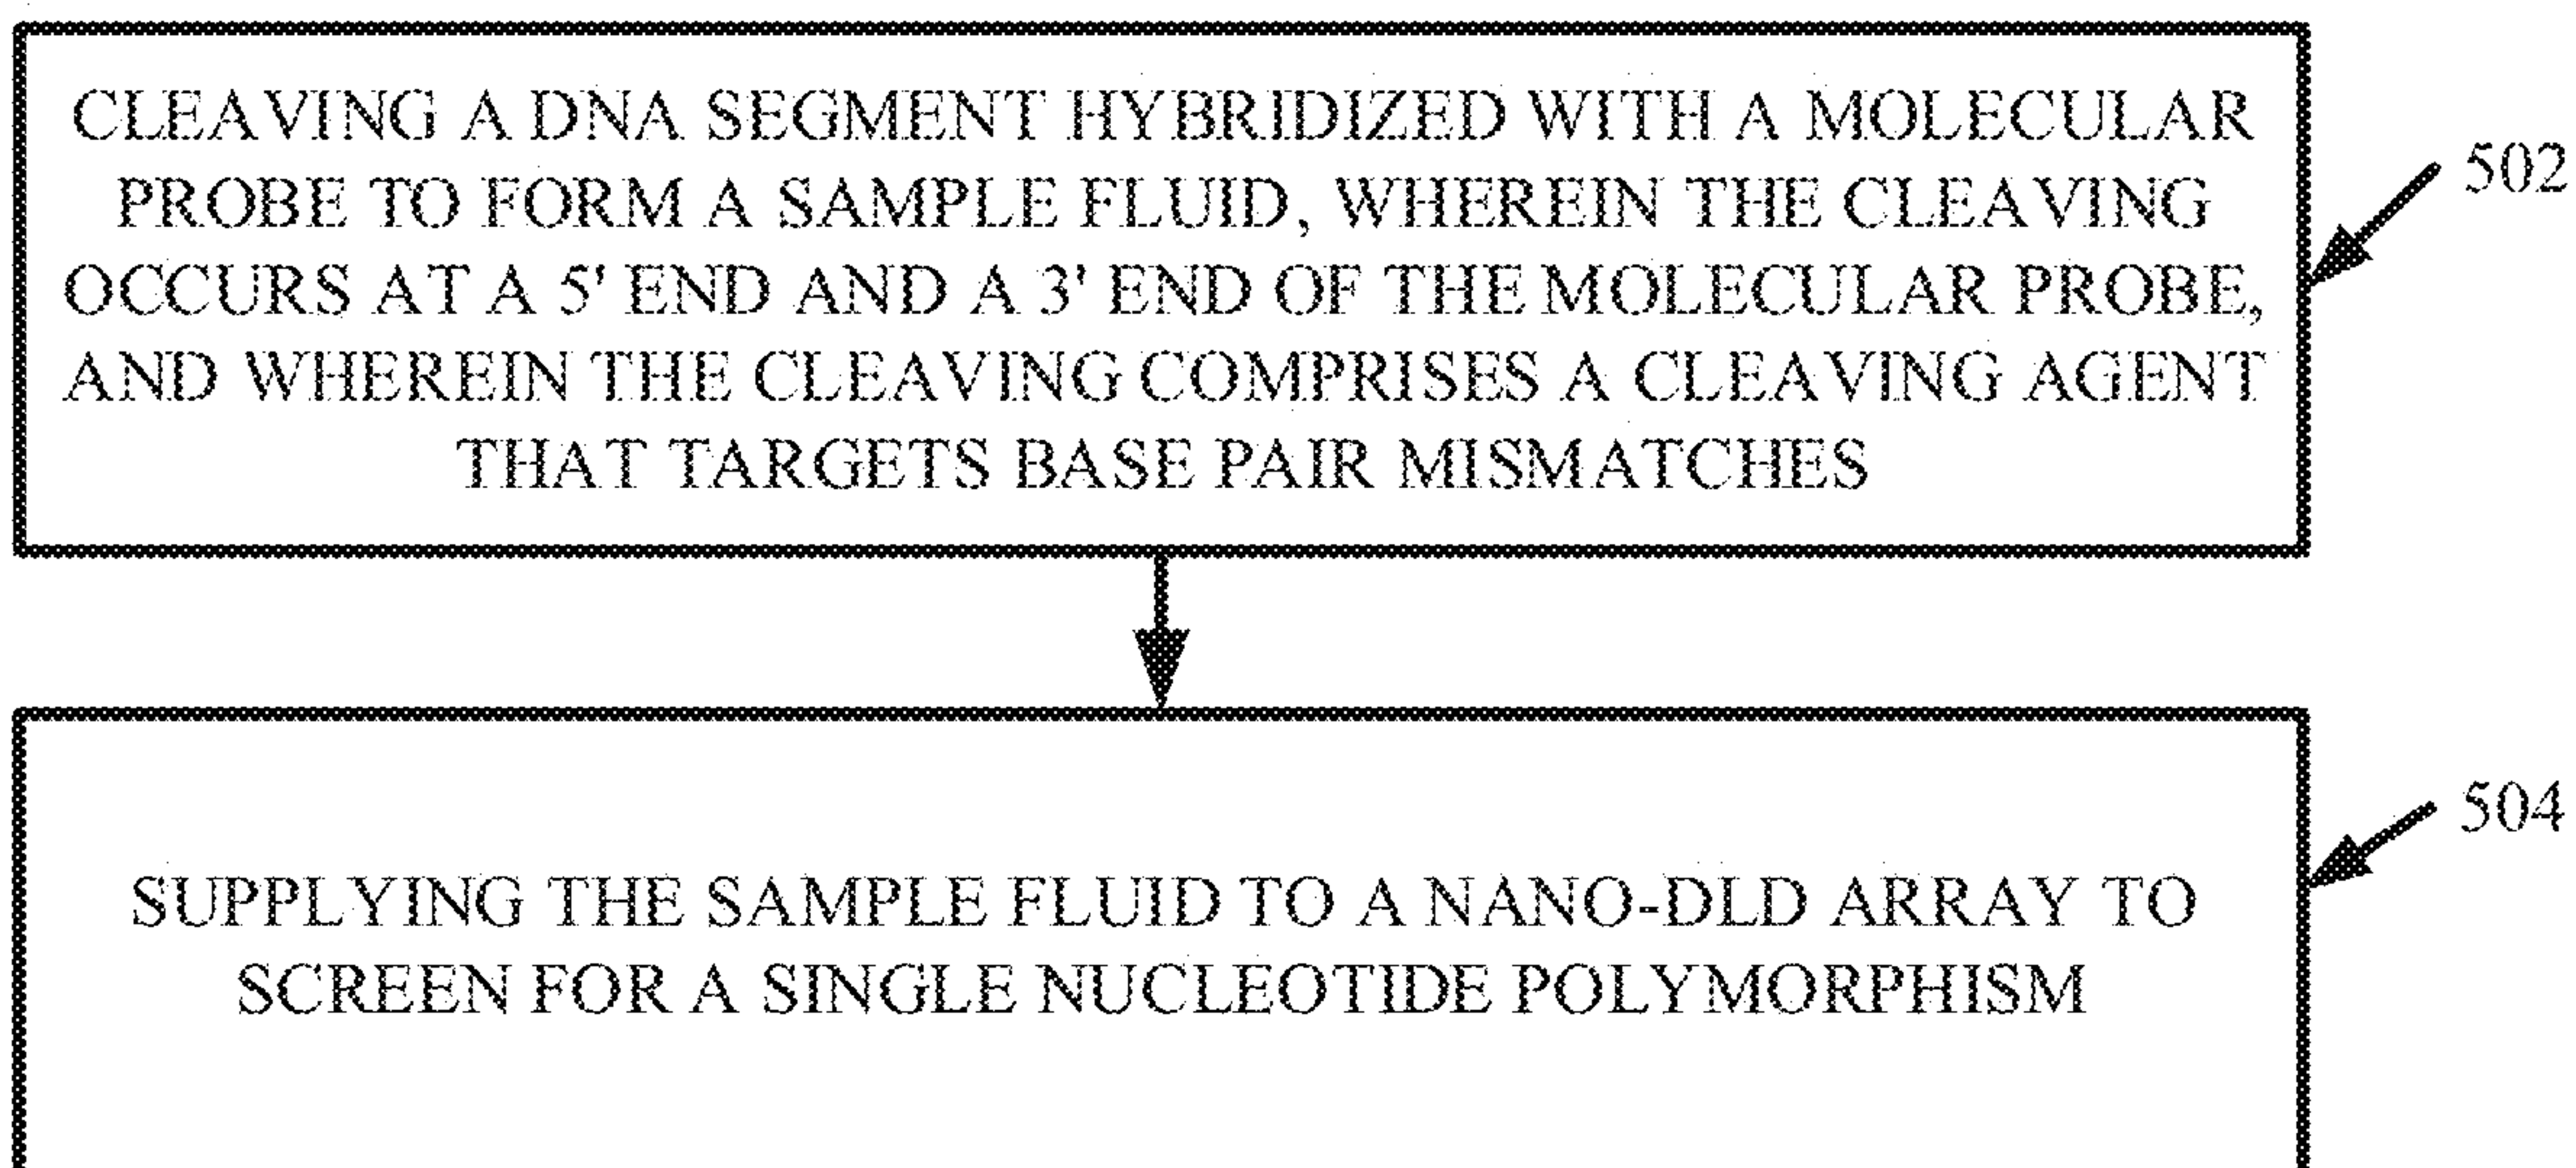 CLEAVING A DNA SEGMENT HYBRIDIZED WITH A MOLECULAR
PROBE TO FORM A SAMPLE FLUID, WHEREIN THE CLEAVING
OCCURS AT A 5' END AND A 3' END OF THE MOLECULAR PROBE,
AND WHEREIN THE CLEAVING COMPRISES A CLEAVING AGENT
THAT TARGETS BASE PAIR MISMATCHES
502
SUPPLYING THE SAMPLE FLUID TO A NANO-DLD ARRAY TO
SCREEN FOR A SINGLE NUCLEOTIDE POLYMORPHISM
504